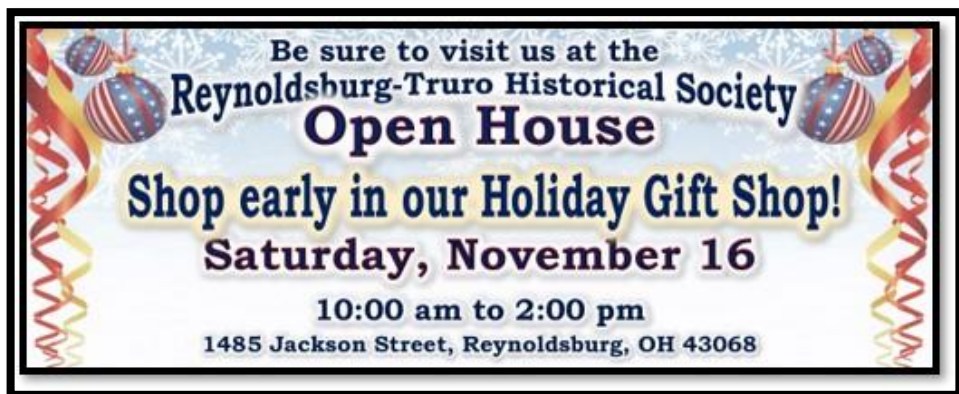 Be sure to visit us at the
Reynoldsburg-Truro Historical Society
Open House
Shop early in our Holiday Gift Shop!
Saturday, November 16
10:00 am to 2:00 pm
1485 Jackson Street, Reynoldsburg, OH 43068